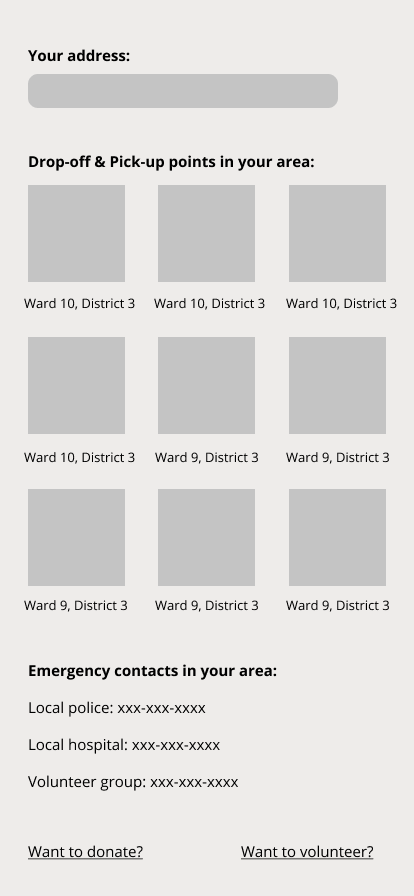 Your address:
Drop-off & Pick-up points in your area:
Ward 10, District 3 Ward 10, District 3 Ward 10, District 3
Ward 10, District 3 Ward 9, District 3 Ward 9, District 3
Ward 9, District 3 Ward 9, District 3 Ward 9, District 3
Emergency contacts in your area:
Local police: xxx-xxx-xxxx
Local hospital: xxx-xxx-xxxx
Volunteer group: xxx-xxx-xxxx
Want to donate? Want to volunteer?